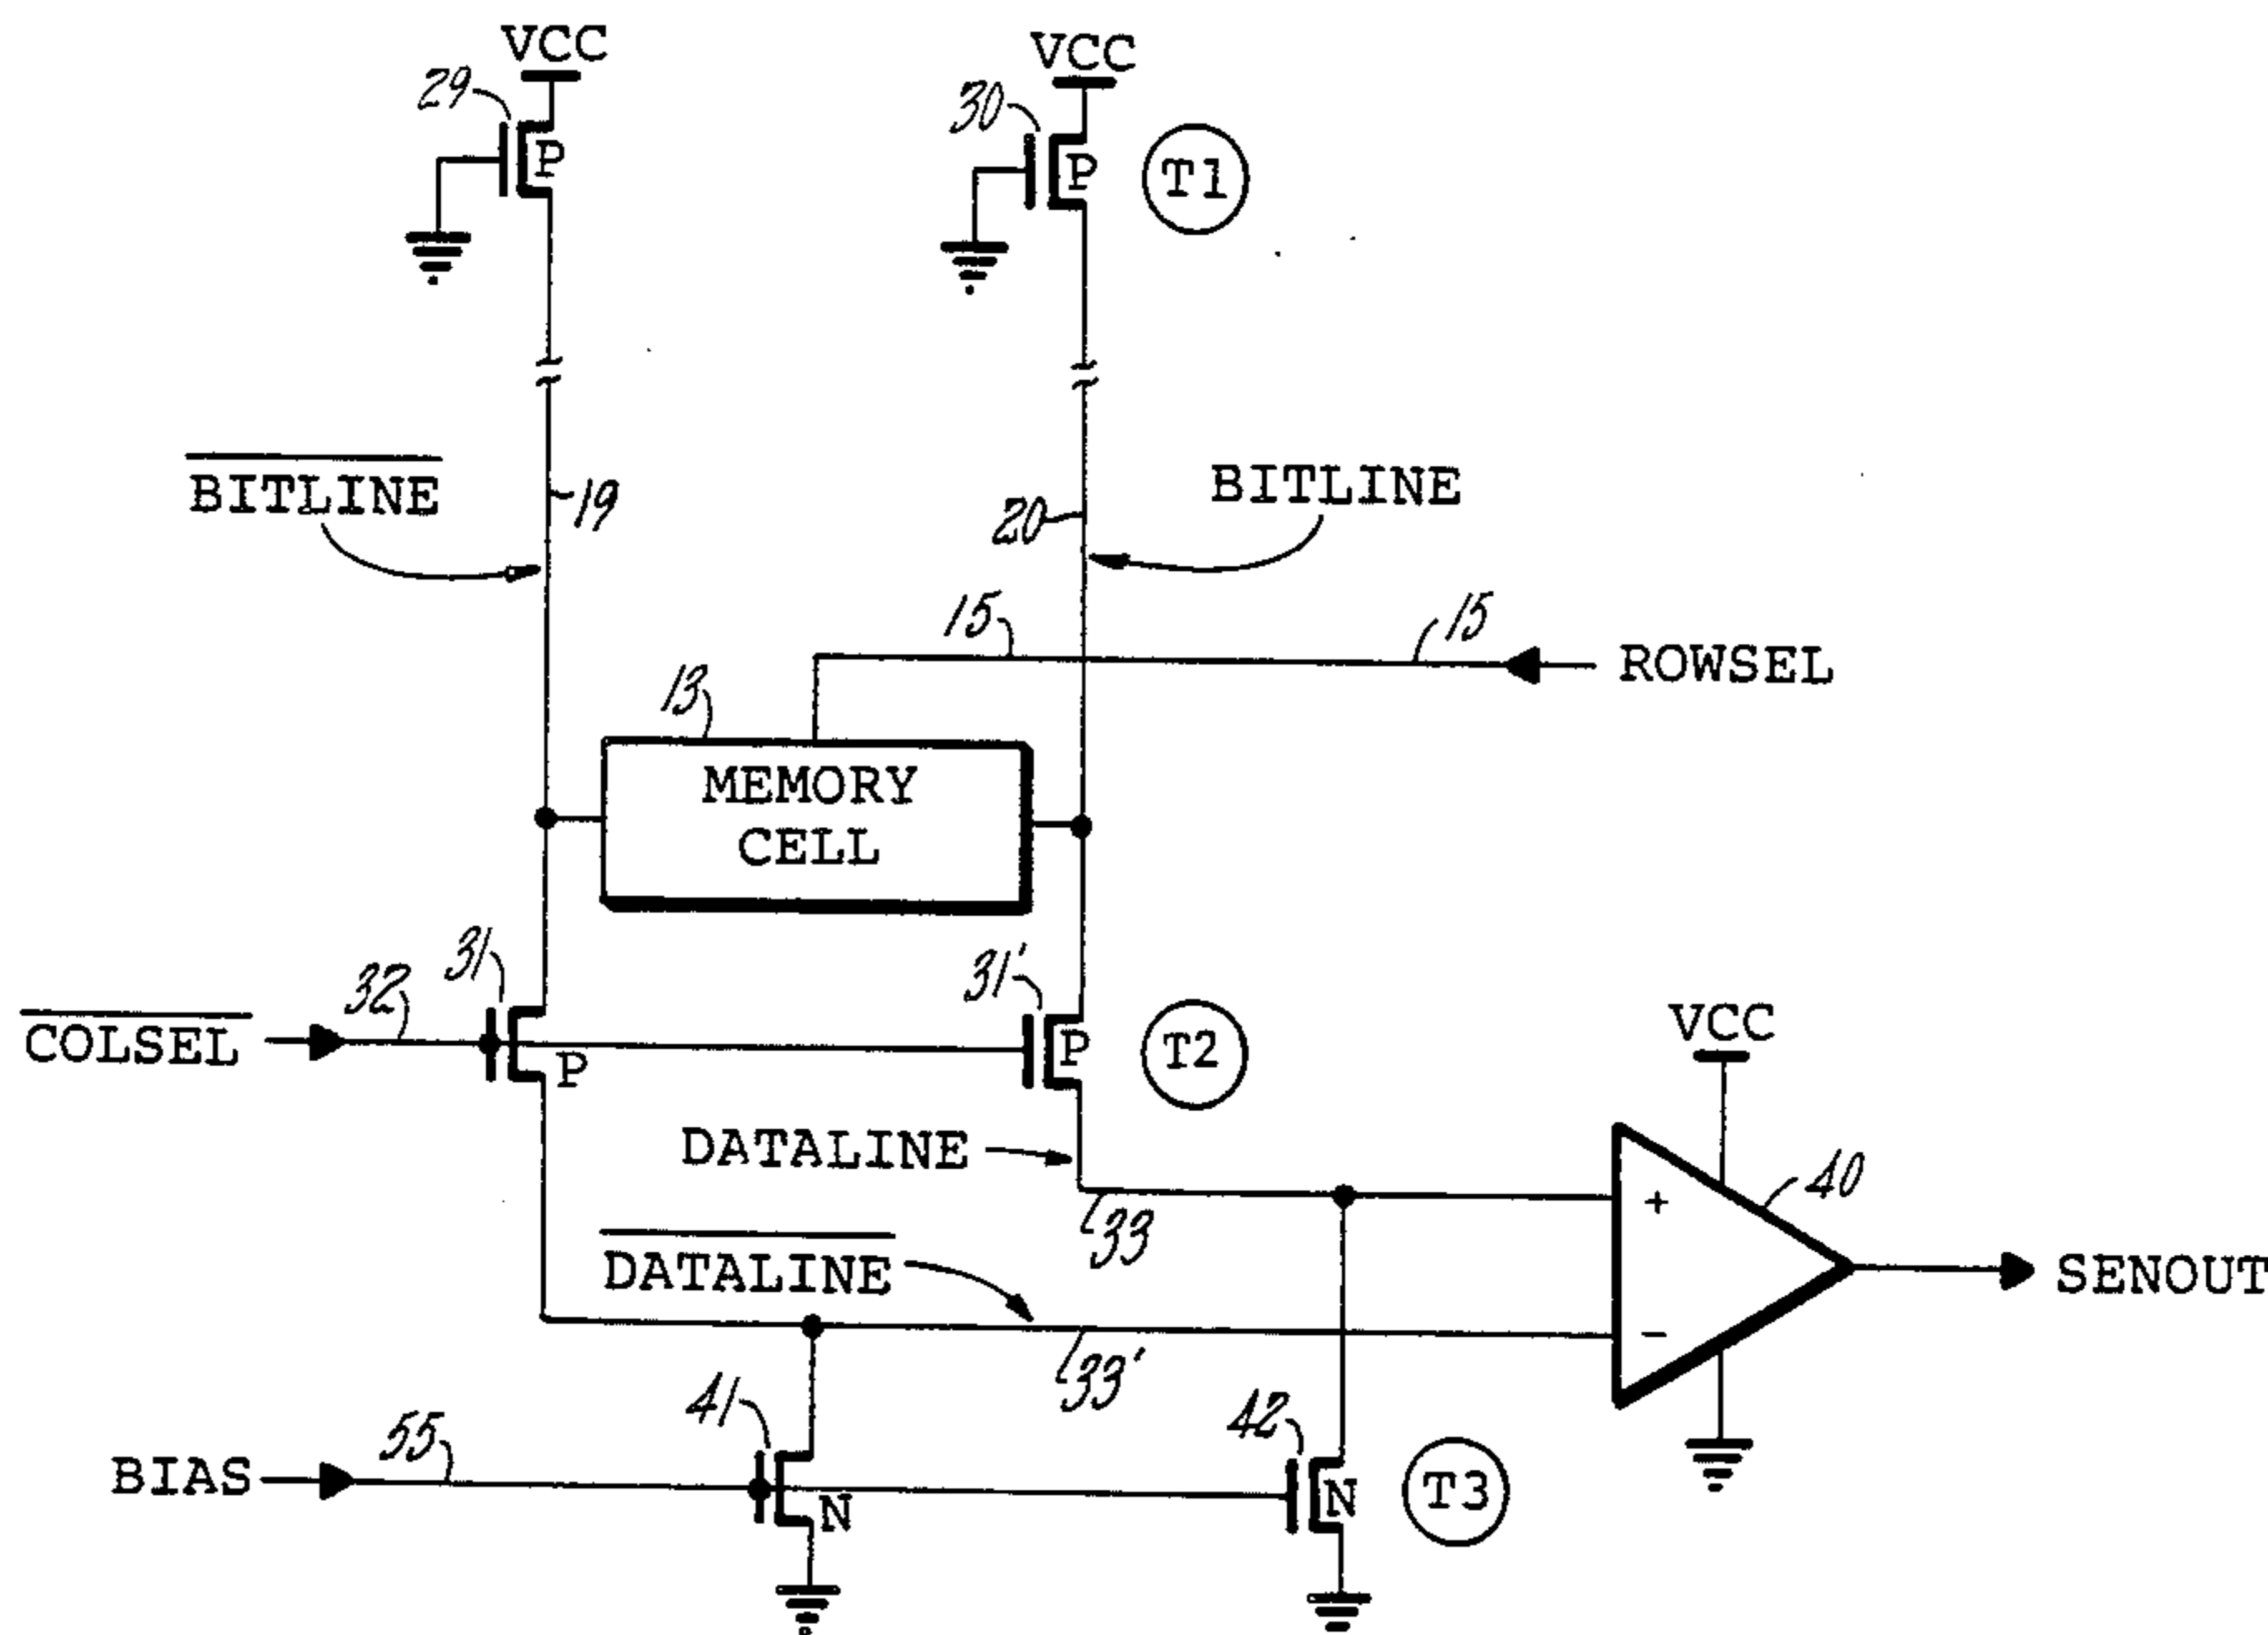 VCC
VCC
29
30
P
P
T1
BITLINE
19
20
BITLINE
15
15
ROWSEL
13
MEMORY
CELL
31
31'
32
COLSEL
P
P
T2
VCC
DATALINE
40
+
33
DATALINE
SENOUT
-
33'
41
42
55
BIAS
N
N
T3